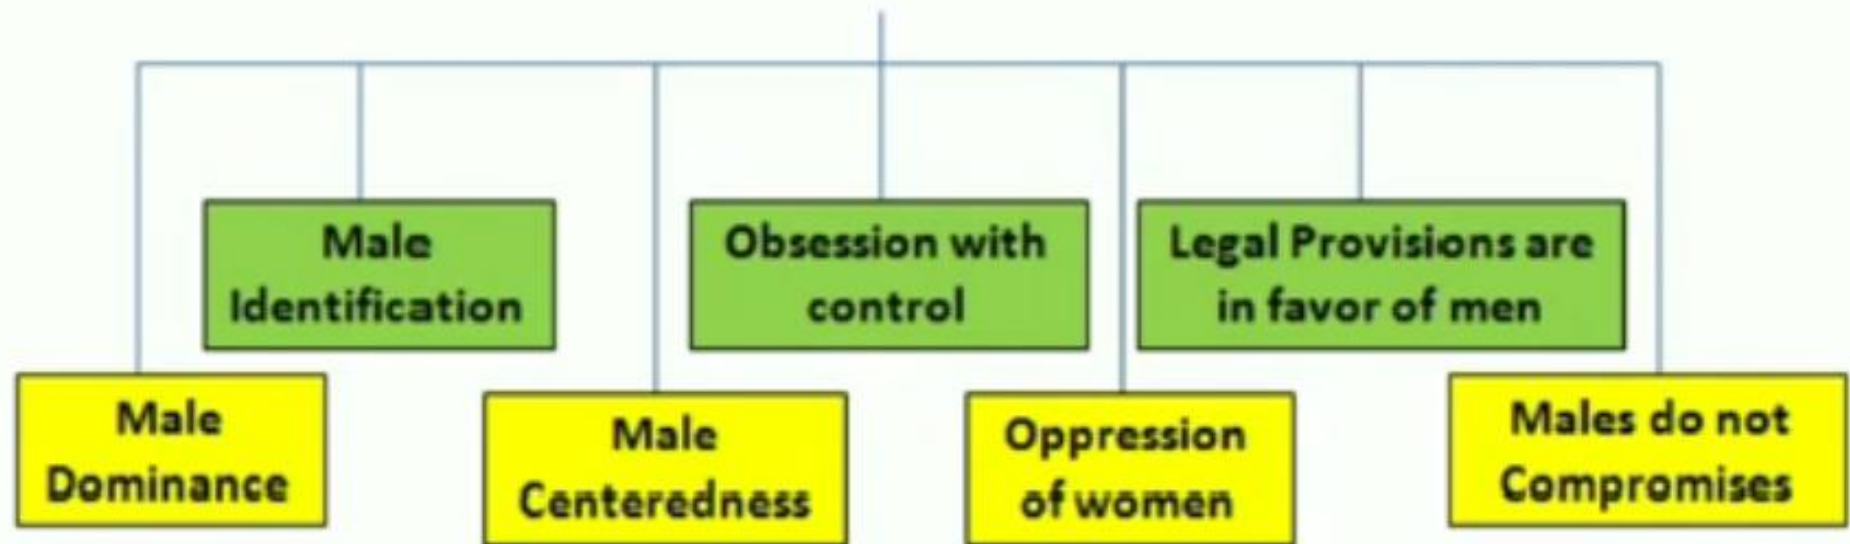 Male
Identification
Obsession with
control
Legal Provisions are
in favor of men
Male
Dominance
Male
Centeredness
Oppression
of women
Males do not
Compromises